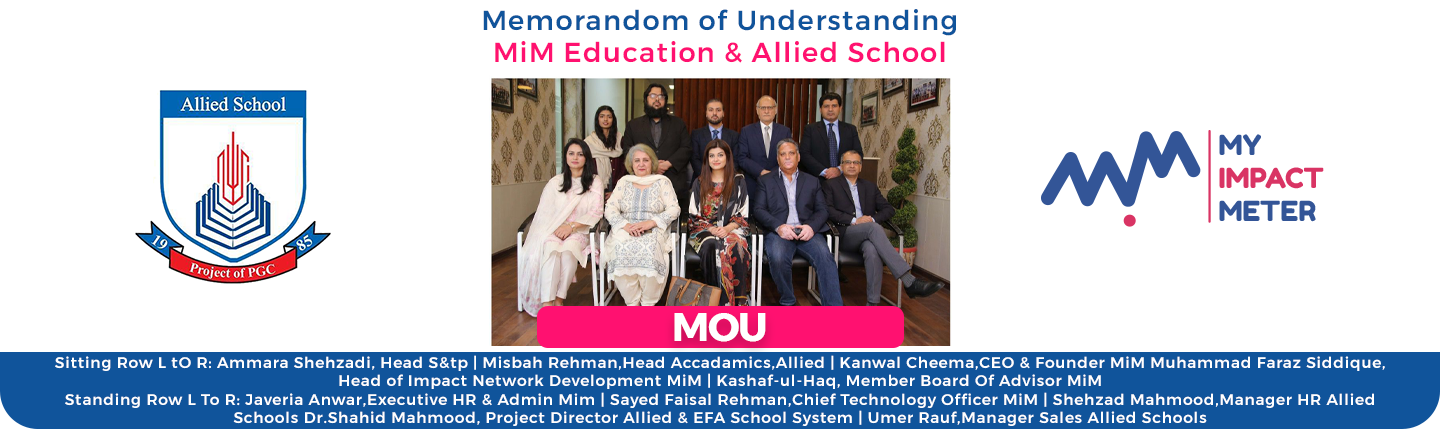 Memorandom of Understanding
MiM Education & Allied School
Allied School
19 85
Project of PGC
MiM
MY
IMPACT
METER
MOU
Sitting Row L tO R: Ammara Shehzadi, Head S&tp | Misbah Rehman,Head Accadamics,Allied | Kanwal Cheema,CEO & Founder MiM Muhammad Faraz Siddique,
Head of Impact Network Development MiM | Kashaf-ul-Haq, Member Board Of Advisor MiM
Standing Row L To R: Javeria Anwar,Executive HR & Admin Mim | Sayed Faisal Rehman,Chief Technology Officer MiM | Shehzad Mahmood,Manager HR Allied
Schools Dr.Shahid Mahmood, Project Director Allied & EFA School System | Umer Rauf,Manager Sales Allied Schools